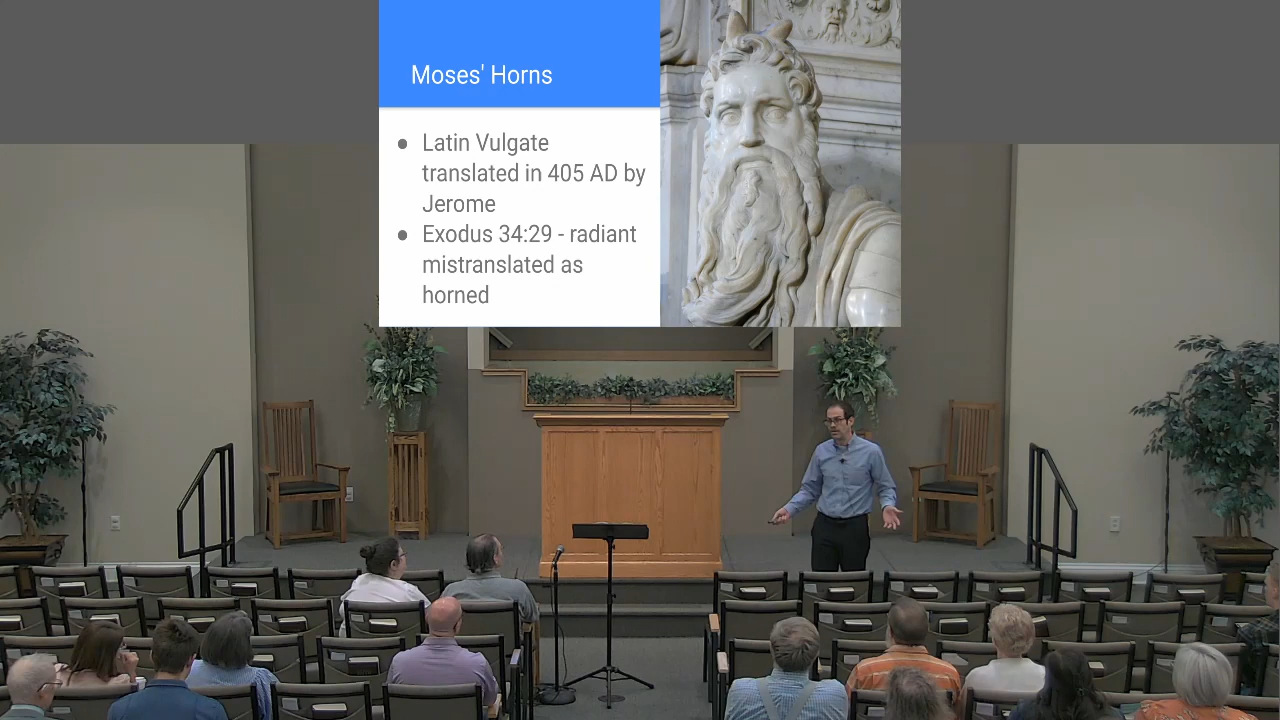 Moses' Horns
● Latin Vulgate
translated in 405 AD by
Jerome
● Exodus 34:29 - radiant
mistranslated as
horned